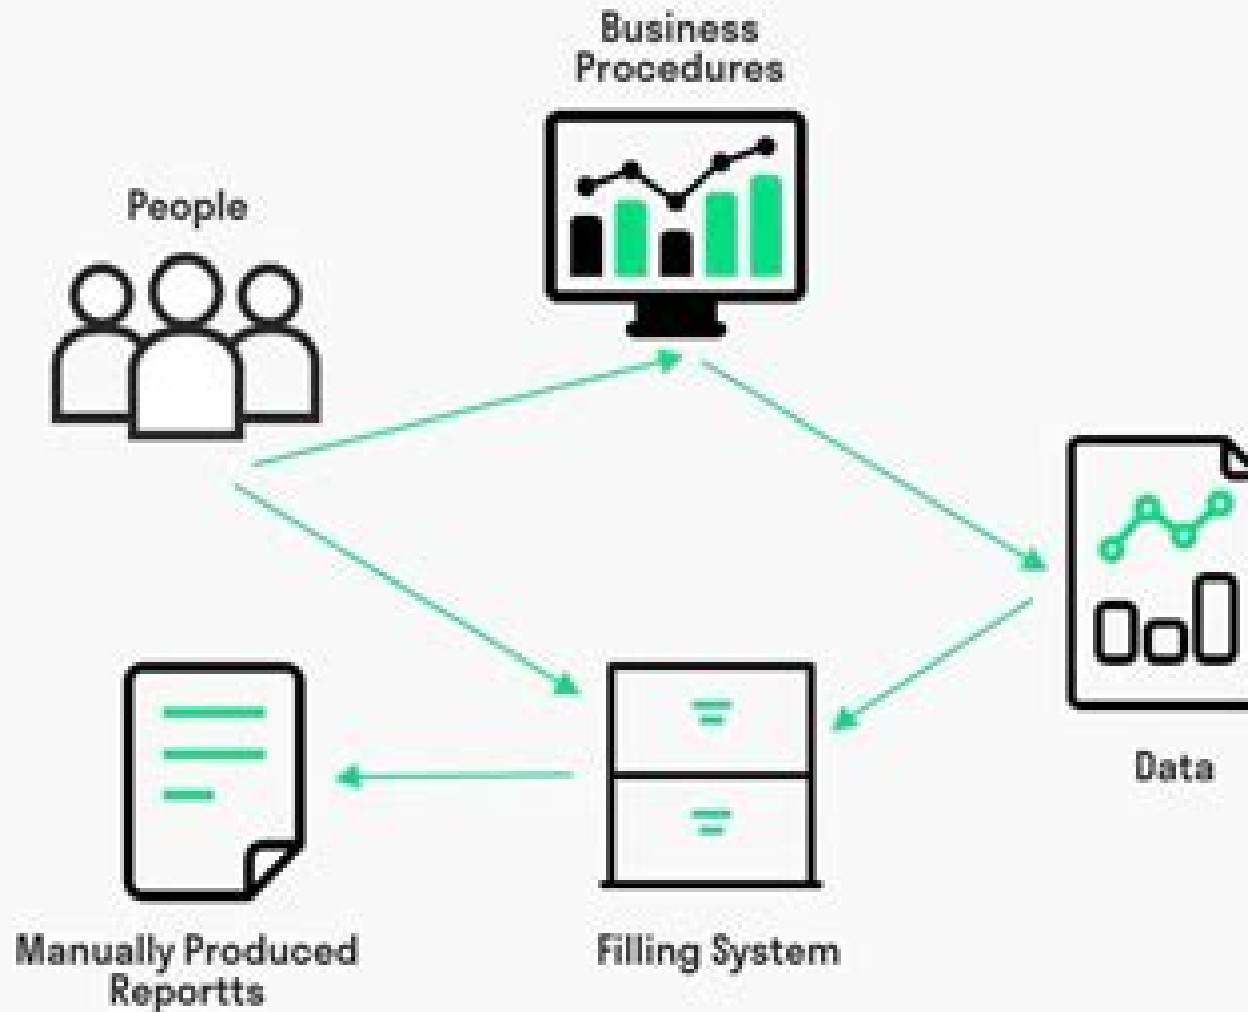 Business
Procedures
People
Data
Manually Produced
Reportts
Filling System